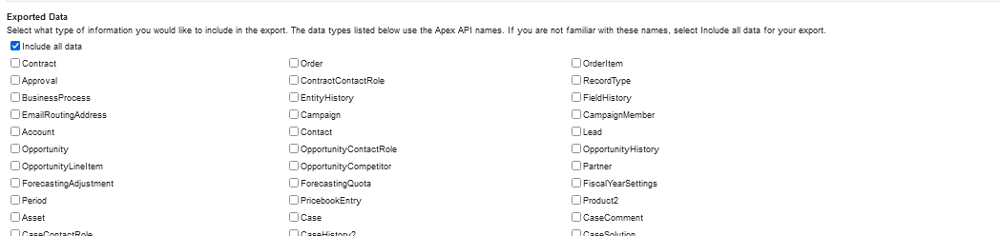 Exported Data
Select what type of information you would like to include in the export. The data types listed below use the Apex API names. If you are not familiar with these names, select Include all data for your export.
Include all data
Contract Order OrderItem
Approval ContractContactRole RecordType
BusinessProcess EntityHistory FieldHistory
EmailRoutingAddress Campaign CampaignMember
Account Contact Lead
Opportunity OpportunityContactRole OpportunityHistory
OpportunityLineItem OpportunityCompetitor Partner
ForecastingAdjustment ForecastingQuota FiscalYearSettings
Period PricebookEntry Product2
Asset Case CaseComment
CaseContactRole CaseHistory2 CaseSolution